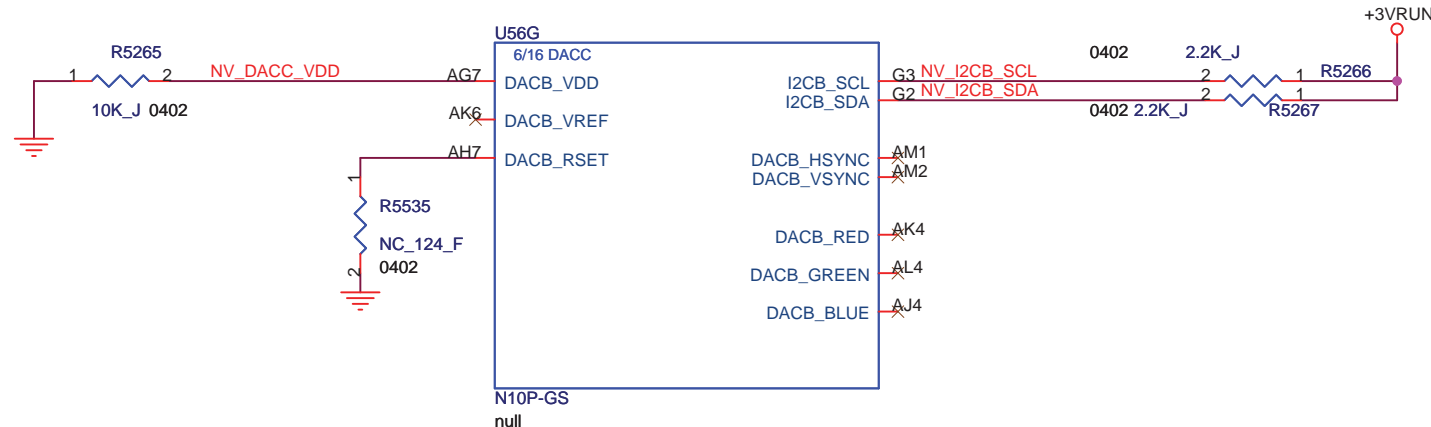 +3VRUN
U56G
R5265
6/16 DACC
0402
2.2K_J
1
2
NV_DACC_VDD
AG7
DACB_VDD
I2CB_SCL
G3
NV_I2CB_SCL
2
1
R5266
I2CB_SDA
G2
NV_I2CB_SDA
2
1
10K_J
0402
0402
2.2K_J
R5267
AK6
DACB_VREF
AH7
DACB_RSET
DACB_HSYNC
AM1
DACB_VSYNC
AM2
1
R5535
NC_124_F
0402
2
DACB_RED
AK4
DACB_GREEN
AL4
DACB_BLUE
AJ4
N10P-GS
null